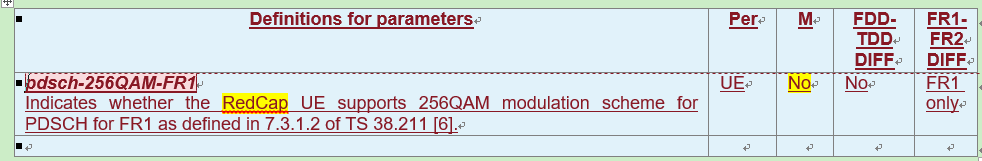 Definitions for parameters Per M FDD-TDD DIFF FR1-FR2 DIFF
pdsch-256QAM-FR1 UE No No FR1 only
Indicates whether the RedCap UE supports 256QAM modulation scheme for
PDSCH for FR1 as defined in 7.3.1.2 of TS 38.211 [6].